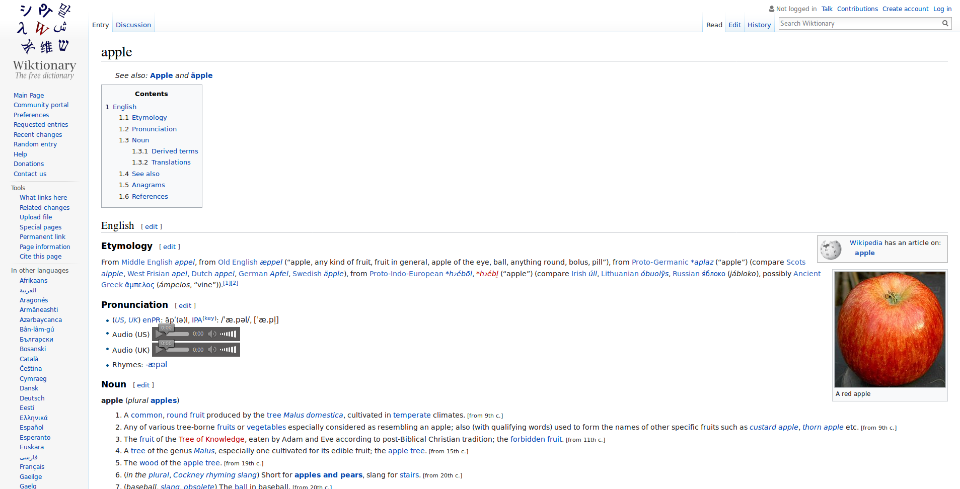 Not logged in Talk Contributions Create account Log in
Entry Discussion Read Edit History Search Wiktionary
Wiktionary
The free dictionary
Main Page
Community portal
Preferences
Requested entries
Recent changes
Random entry
Help
Donations
Contact us
Tools
What links here
Related changes
Upload file
Special pages
Permanent link
Page information
Cite this page
In other languages
Afrikaans
العربية
Aragonés
Armãneashti
Azərbaycanca
Bân-lâm-gú
Български
Bosanski
Català
Čeština
Cymraeg
Dansk
Deutsch
Eesti
Ελληνικά
Español
Esperanto
Euskara
فارسی
Français
Gaeilge
Gaelg
apple
See also: Apple and äpple
Contents
1 English
1.1 Etymology
1.2 Pronunciation
1.3 Noun
1.3.1 Derived terms
1.3.2 Translations
1.4 See also
1.5 Anagrams
1.6 References
English [ edit ]
Etymology [ edit ]
From Middle English appel, from Old English æppel (“apple, any kind of fruit, fruit in general, apple of the eye, ball, anything round, bolus, pill”), from Proto-Germanic *aplaz (“apple”) (compare Scots
aipple, West Frisian apel, Dutch appel, German Apfel, Swedish äpple), from Proto-Indo-European *h₂ébōl, *h₂ébl̥ (“apple”) (compare Irish úll, Lithuanian óbuolỹs, Russian я́блоко (jábloko), possibly Ancient
Greek ἄμπελος (ámpelos, “vine”)).[1][2]
Wikipedia has an article on:
apple
A red apple
Pronunciation [ edit ]
(US, UK) enPR: ăpʹ(ə)l, IPA(key): /ˈæ.pəl/, [ˈæ.pl̩]
Audio (US) 0:00
Audio (UK) 0:00
Rhymes: -æpəl
Noun [ edit ]
apple (plural apples)
1. A common, round fruit produced by the tree Malus domestica, cultivated in temperate climates. [from 9th c.]
2. Any of various tree-borne fruits or vegetables especially considered as resembling an apple; also (with qualifying words) used to form the names of other specific fruits such as custard apple, thorn apple etc. [from 9th c.]
3. The fruit of the Tree of Knowledge, eaten by Adam and Eve according to post-Biblical Christian tradition; the forbidden fruit. [from 11th c.]
4. A tree of the genus Malus, especially one cultivated for its edible fruit; the apple tree. [from 15th c.]
5. The wood of the apple tree. [from 19th c.]
6. (In the plural, Cockney rhyming slang) Short for apples and pears, slang for stairs. [from 20th c.]
7. (baseball, slang, obsolete) The ball in baseball. [from 20th c.]